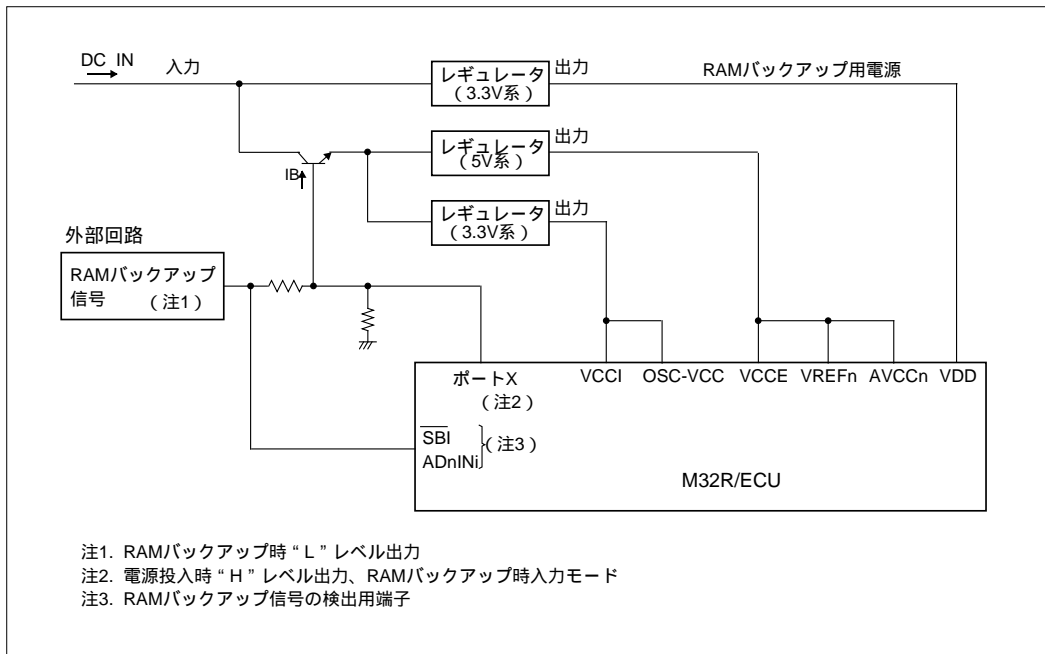 DC_IN
入力
レギュレータ
(3.3V系)
出力
RAMバックアップ用電源
レギュレータ
(5V系)
出力
IB
レギュレータ
(3.3V系)
出力
外部回路
RAMバックアップ
信号 (注1)
ポートX
(注2)
VCCI
OSC-VCC
VCCE
VREFn
AVCCn
VDD
SBI
ADnINi
(注3)
M32R/ECU
注1. RAMバックアップ時“L”レベル出力
注2. 電源投入時“H”レベル出力、RAMバックアップ時入力モード
注3. RAMバックアップ信号の検出用端子